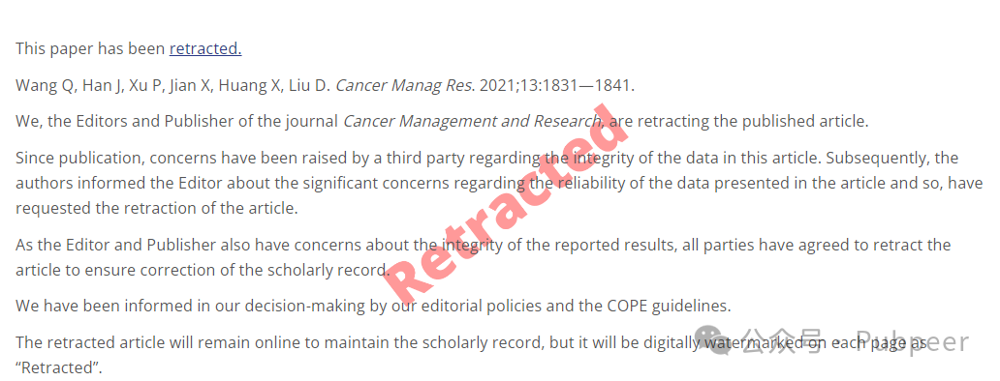 This paper has been retracted.
Wang Q, Han J, Xu P, Jian X, Huang X, Liu D. Cancer Manag Res. 2021;13:1831—1841.
We, the Editors and Publisher of the journal Cancer Management and Research, are retracting the published article.
Since publication, concerns have been raised by a third party regarding the integrity of the data in this article. Subsequently, the
authors informed the Editor about the significant concerns regarding the reliability of the data presented in the article and so, have
requested the retraction of the article.
As the Editor and Publisher also have concerns about the integrity of the reported results, all parties have agreed to retract the
article to ensure correction of the scholarly record.
We have been informed in our decision-making by our editorial policies and the COPE guidelines.
The retracted article will remain online to maintain the scholarly record, but it will be digitally watermarked on each page as
“Retracted”.
Retracted
公众号 · Pubpeer